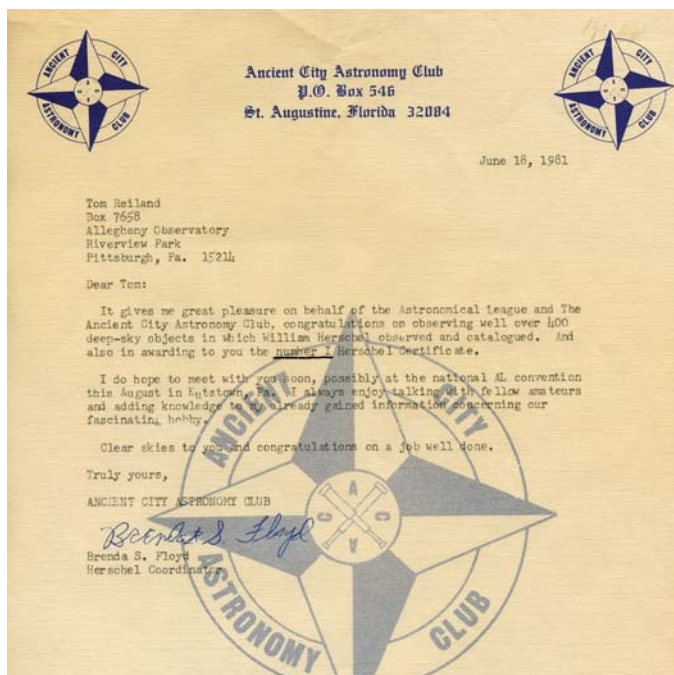 ANCIENT CITY
ASTRONOMY CLUB
A C A C
Ancient City Astronomy Club
P.O. Box 546
St. Augustine, Florida 32084
ANCIENT CITY
ASTRONOMY CLUB
A C A C
June 18, 1981
Tom Reiland
Box 7658
Allegheny Observatory
Riverview Park
Pittsburgh, Pa. 15214
Dear Tom:
It gives me great pleasure on behalf of the Astronomical League and The
Ancient City Astronomy Club, congratulations on observing well over 400
deep-sky objects in which William Herschel observed and catalogued. And
also in awarding to you the number 1 Herschel Certificate.
I do hope to meet with you soon, possibly at the national AL convention
this August in Kutztown, Pa. I always enjoy talking with fellow amateurs
and adding knowledge to my already gained information concerning our
fascinating hobby.
Clear skies to you and congratulations on a job well done.
Truly yours,
ANCIENT CITY ASTRONOMY CLUB
Brenda S. Floyd
Brenda S. Floyd
Herschel Coordinator
ANCIENT CITY
ASTRONOMY CLUB
A C A C